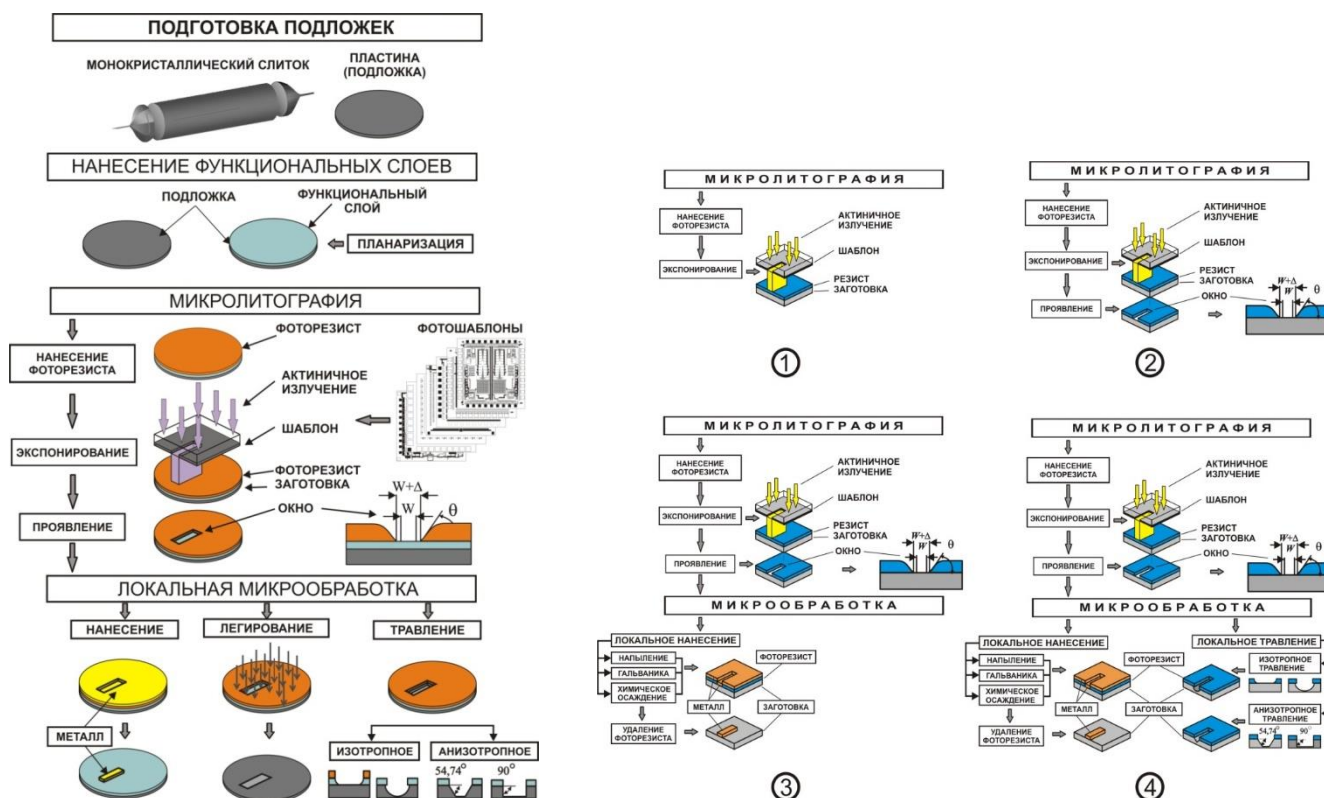 ПОДГОТОВКА ПОДЛОЖЕК
МОНОКРИСТАЛЛИЧЕСКИЙ СЛИТОК
ПЛАСТИНА
(ПОДЛОЖКА)
НАНЕСЕНИЕ ФУНКЦИОНАЛЬНЫХ СЛОЕВ
ПОДЛОЖКА
ФУНКЦИОНАЛЬНЫЙ
СЛОЙ
ПЛАНАРИЗАЦИЯ
МИКРОЛИТОГРАФИЯ
ФОТОРЕЗИСТ
ФОТОШАБЛОНЫ
НАНЕСЕНИЕ
ФОТОРЕЗИСТА
АКТИНИЧНОЕ
ИЗЛУЧЕНИЕ
ШАБЛОН
ЭКСПОНИРОВАНИЕ
ФОТОРЕЗИСТ
ЗАГОТОВКА
W+Δ
W
θ
ОКНО
ПРОЯВЛЕНИЕ
ЛОКАЛЬНАЯ МИКРООБРАБОТКА
НАНЕСЕНИЕ
ЛЕГИРОВАНИЕ
ТРАВЛЕНИЕ
МЕТАЛЛ
ИЗОТРОПНОЕ
АНИЗОТРОПНОЕ
54,74°
90°
МИКРОЛИТОГРАФИЯ
НАНЕСЕНИЕ
ФОТОРЕЗИСТА
АКТИНИЧНОЕ
ИЗЛУЧЕНИЕ
ШАБЛОН
ЭКСПОНИРОВАНИЕ
РЕЗИСТ
ЗАГОТОВКА
1
МИКРОЛИТОГРАФИЯ
НАНЕСЕНИЕ
ФОТОРЕЗИСТА
АКТИНИЧНОЕ
ИЗЛУЧЕНИЕ
ШАБЛОН
ЭКСПОНИРОВАНИЕ
РЕЗИСТ
ЗАГОТОВКА
ПРОЯВЛЕНИЕ
ОКНО
W+Δ
W
θ
2
МИКРОЛИТОГРАФИЯ
НАНЕСЕНИЕ
ФОТОРЕЗИСТА
АКТИНИЧНОЕ
ИЗЛУЧЕНИЕ
ШАБЛОН
ЭКСПОНИРОВАНИЕ
РЕЗИСТ
ЗАГОТОВКА
ПРОЯВЛЕНИЕ
ОКНО
W+Δ
W
θ
МИКРООБРАБОТКА
ЛОКАЛЬНОЕ НАНЕСЕНИЕ
НАПЫЛЕНИЕ
ГАЛЬВАНИКА
ХИМИЧЕСКОЕ
ОСАЖДЕНИЕ
УДАЛЕНИЕ
ФОТОРЕЗИСТА
ФОТОРЕЗИСТ
МЕТАЛЛ
ЗАГОТОВКА
3
МИКРОЛИТОГРАФИЯ
НАНЕСЕНИЕ
ФОТОРЕЗИСТА
АКТИНИЧНОЕ
ИЗЛУЧЕНИЕ
ШАБЛОН
ЭКСПОНИРОВАНИЕ
РЕЗИСТ
ЗАГОТОВКА
ПРОЯВЛЕНИЕ
ОКНО
W+Δ
W
θ
МИКРООБРАБОТКА
ЛОКАЛЬНОЕ НАНЕСЕНИЕ
ЛОКАЛЬНОЕ ТРАВЛЕНИЕ
НАПЫЛЕНИЕ
ГАЛЬВАНИКА
ХИМИЧЕСКОЕ
ОСАЖДЕНИЕ
УДАЛЕНИЕ
ФОТОРЕЗИСТА
ФОТОРЕЗИСТ
МЕТАЛЛ
ЗАГОТОВКА
ИЗОТРОПНОЕ
ТРАВЛЕНИЕ
АНИЗОТРОПНОЕ
ТРАВЛЕНИЕ
54,74°
90°
4